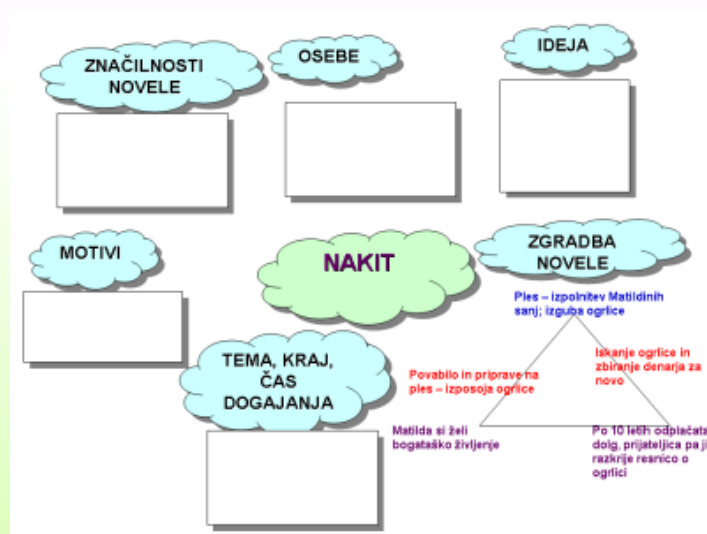 ZNAČILNOSTI
NOVELE
OSEBE
IDEJA
MOTIVI
NAKIT
ZGRADBA
NOVELE
Ples – izpolnitev Matildinih
sanj; izguba ogrlice
Iskanje ogrlice in
zbiranje denarja za
novo
Povabilo in priprave na
ples – izposoja ogrlice
TEMA, KRAJ,
ČAS
DOGAJANJA
Matilda si želi
bogataško življenje
Po 10 letih odplačata
dolg, prijateljica pa ji
razkrije resnico o
ogrlici